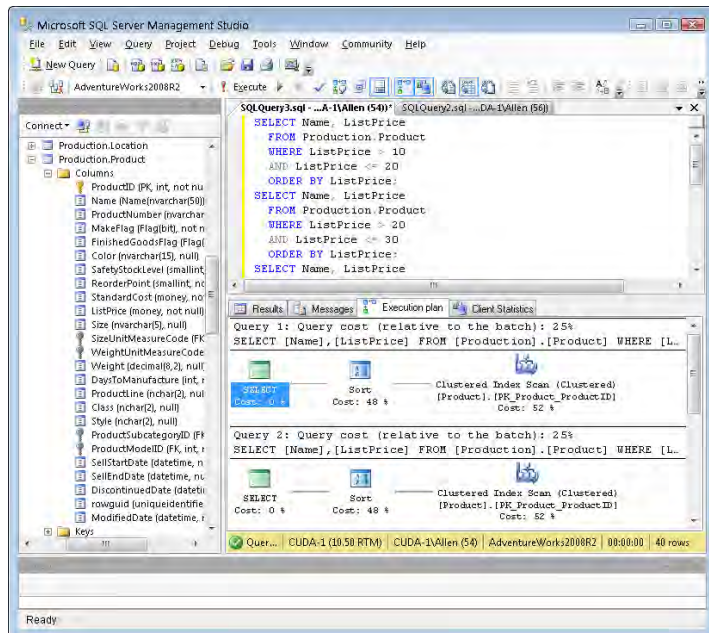 Microsoft SQL Server Management Studio
File Edit View Query Project Debug Tools Window Community Help
New Query
AdventureWorks2008R2 Execute
SQLQuery3.sql - ...A-1\Allen (54))* SQLQuery2.sql -...DA-1\Allen (56))
Connect
Production.Location
Production.Product
Columns
ProductID (PK, int, not nu
Name (Name(nvarchar(50))
ProductNumber (nvarchar
MakeFlag (Flag(bit), not n
FinishedGoodsFlag (Flag(
Color (nvarchar(15), null)
SafetyStockLevel (smallint,
ReorderPoint (smallint,
StandardCost (money, no
ListPrice (money, not null)
Size (nvarchar(5), null)
SizeUnitMeasureCode (FK
WeightUnitMeasureCode
Weight (decimal(8,2), null)
DaysToManufacture (int, r
ProductLine (nchar(2), nul
Class (nchar(2), null)
Style (nchar(2), null)
ProductSubcategoryID (FK
ProductModelID (FK, int, r
SellStartDate (datetime, n
SellEndDate (datetime, nu
DiscontinuedDate (datetii
rowguid (uniqueidentifie
ModifiedDate (datetime, r
Keys
SELECT Name, ListPrice
FROM Production.Product
WHERE ListPrice > 10
AND ListPrice <= 20
ORDER BY ListPrice;
SELECT Name, ListPrice
FROM Production.Product
WHERE ListPrice > 20
AND ListPrice <= 30
ORDER BY ListPrice;
SELECT Name, ListPrice
Results Messages Execution plan Client Statistics
Query 1: Query cost (relative to the batch): 25%
SELECT [Name],[ListPrice] FROM [Production].[Product] WHERE [L…
SELECT
Cost: 0 %
Sort
Cost: 48 %
Clustered Index Scan (Clustered)
[Product].[PK_Product_ProductID]
Cost: 52 %
Query 2: Query cost (relative to the batch): 25%
SELECT [Name],[ListPrice] FROM [Production].[Product] WHERE [L…
SELECT
Cost: 0 %
Sort
Cost: 48 %
Clustered Index Scan (Clustered)
[Product].[PK_Product_ProductID]
Cost: 52 %
Quer... CUDA-1 (10.50 RTM) CUDA-1\Allen (54) AdventureWorks2008R2 00:00:00 40 rows
Ready